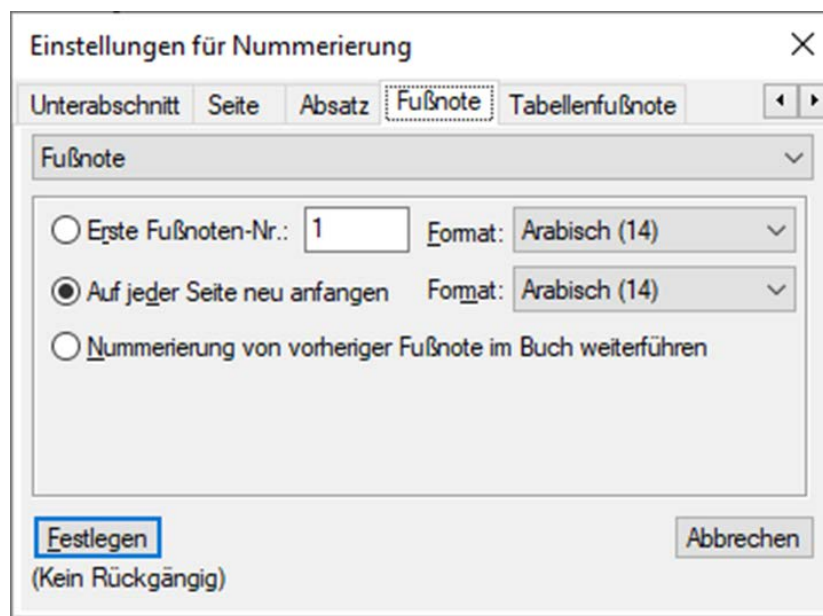 Einstellungen für Nummerierung
Unterabschnitt Seite Absatz Fußnote Tabellenfußnote
Fußnote
Erste Fußnoten-Nr.: 1 Format: Arabisch (14)
Auf jeder Seite neu anfangen Format: Arabisch (14)
Nummerierung von vorheriger Fußnote im Buch weiterführen
Festlegen Abbrechen
(Kein Rückgängig)